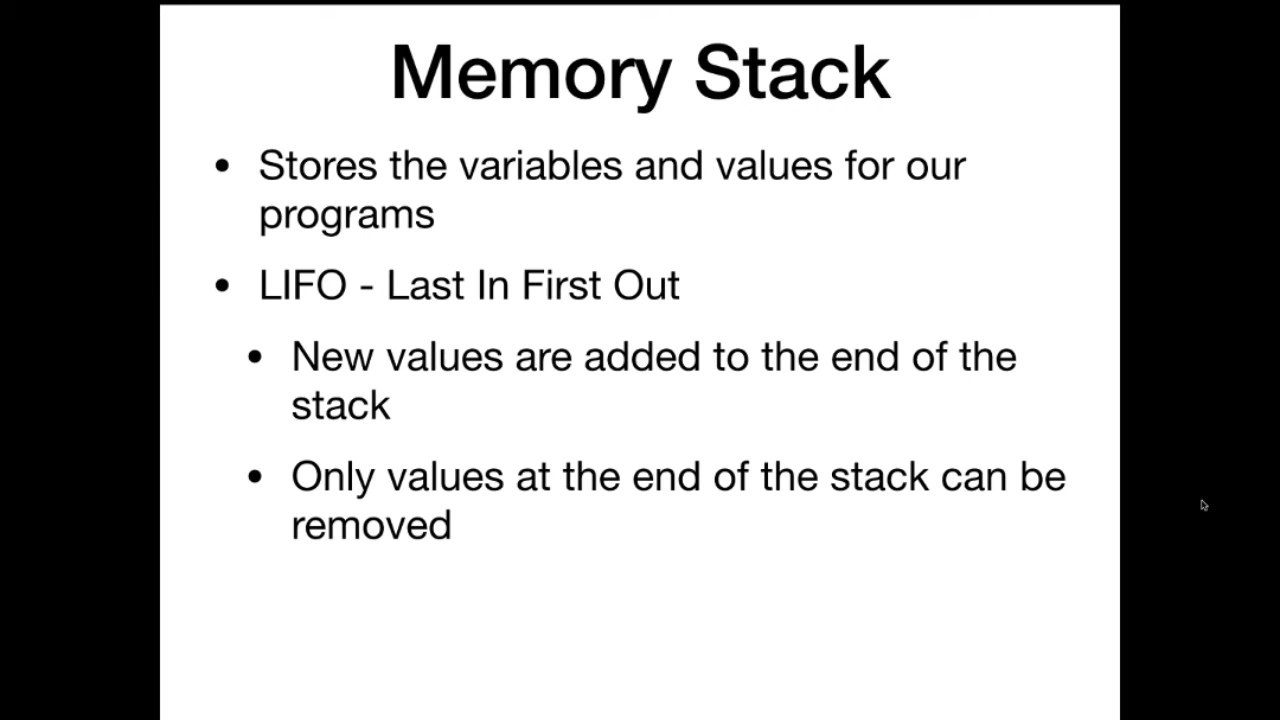 Memory Stack
• Stores the variables and values for our
programs
• LIFO - Last In First Out
• New values are added to the end of the
stack
• Only values at the end of the stack can be
removed